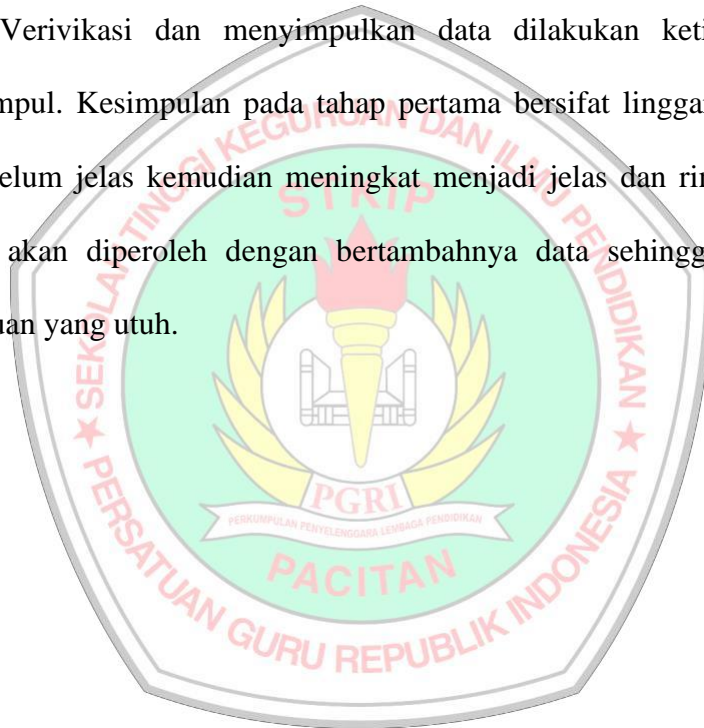 Verivikasi dan menyimpulkan data dilakukan keti
mpul. Kesimpulan pada tahap pertama bersifat linggar
elum jelas kemudian meningkat menjadi jelas dan rin
akan diperoleh dengan bertambahnya data sehingg
uan yang utuh.
SEKOLAH TINGGI KEGURUAN DAN ILMU PENDIDIKAN
STKIP
PGRI
PERKUMPULAN PENYELENGGARA LEMBAGA PENDIDIKAN
PACITAN
PERSATUAN GURU REPUBLIK INDONESIA